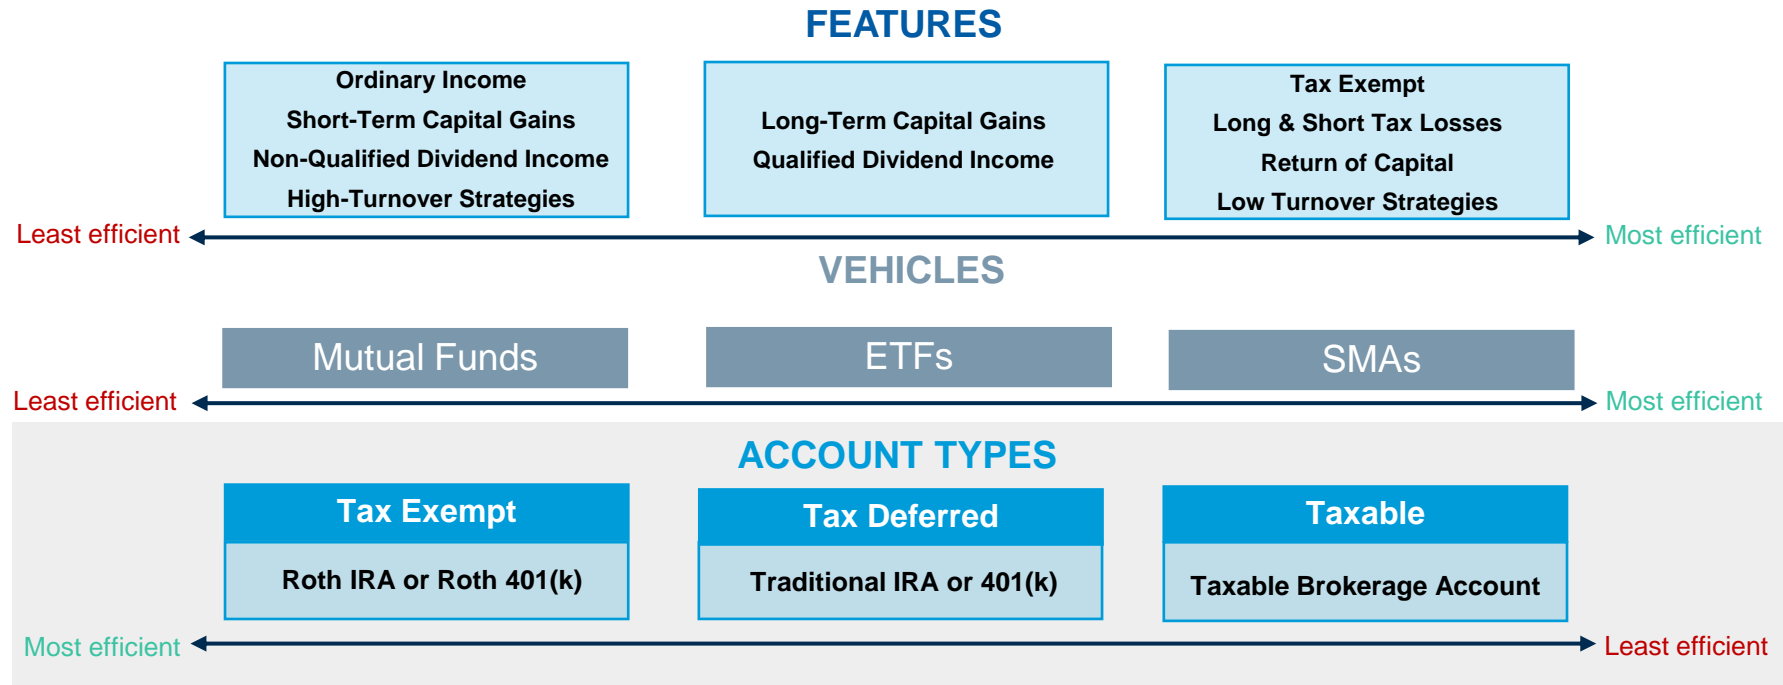 FEATURES
Ordinary Income
Short-Term Capital Gains
Non-Qualified Dividend Income
High-Turnover Strategies
Long-Term Capital Gains
Qualified Dividend Income
Tax Exempt
Long & Short Tax Losses
Return of Capital
Low Turnover Strategies
Least efficient
Most efficient
VEHICLES
Mutual Funds
ETFs
SMAs
Least efficient
Most efficient
ACCOUNT TYPES
Tax Exempt
Roth IRA or Roth 401(k)
Tax Deferred
Traditional IRA or 401(k)
Taxable
Taxable Brokerage Account
Most efficient
Least efficient